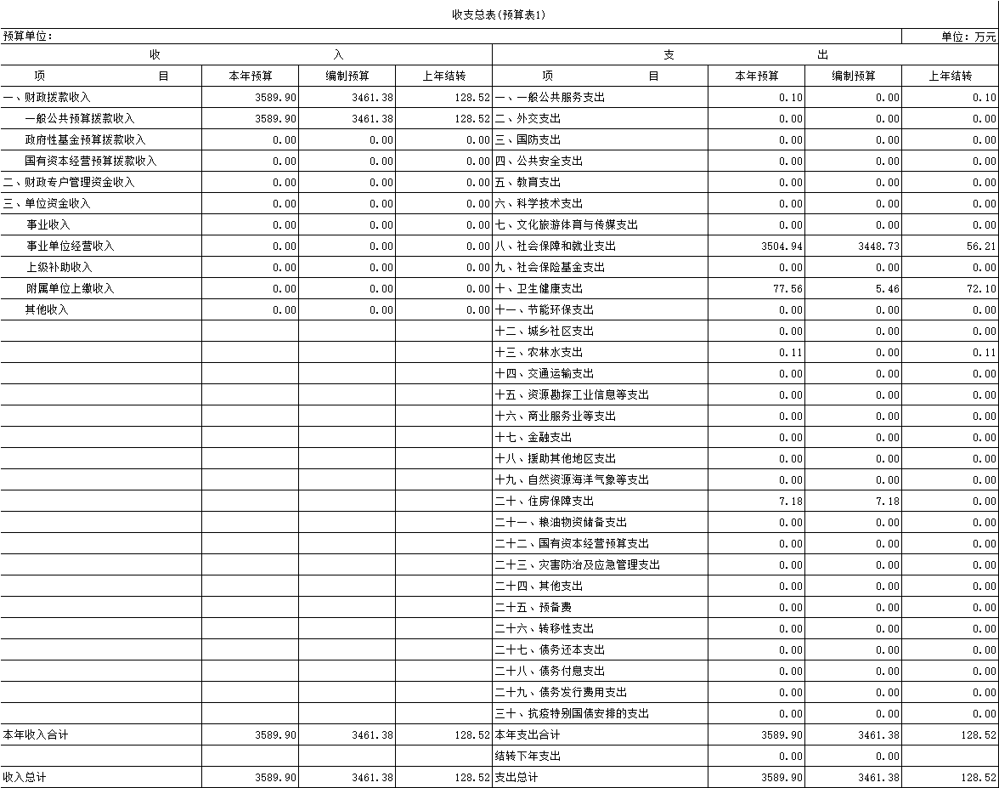 收支总表(预算表1)
预算单位: 单位: 万元
收 入 支 出
项 目 本年预算 编制预算 上年结转 项 目 本年预算 编制预算 上年结转
一、财政拨款收入 3589.90 3461.38 128.52 一、一般公共服务支出 0.10 0.00 0.10
一般公共预算拨款收入 3589.90 3461.38 128.52 二、外交支出 0.00 0.00 0.00
政府性基金预算拨款收入 0.00 0.00 0.00 三、国防支出 0.00 0.00 0.00
国有资本经营预算拨款收入 0.00 0.00 0.00 四、公共安全支出 0.00 0.00 0.00
二、财政专户管理资金收入 0.00 0.00 0.00 五、教育支出 0.00 0.00 0.00
三、单位资金收入 0.00 0.00 0.00 六、科学技术支出 0.00 0.00 0.00
事业收入 0.00 0.00 0.00 七、文化旅游体育与传媒支出 0.00 0.00 0.00
事业单位经营收入 0.00 0.00 0.00 八、社会保障和就业支出 3504.94 3448.73 56.21
上级补助收入 0.00 0.00 0.00 九、社会保险基金支出 0.00 0.00 0.00
附属单位上缴收入 0.00 0.00 0.00 十、卫生健康支出 77.56 5.46 72.10
其他收入 0.00 0.00 0.00 十一、节能环保支出 0.00 0.00 0.00
十二、城乡社区支出 0.00 0.00 0.00
十三、农林水支出 0.11 0.00 0.11
十四、交通运输支出 0.00 0.00 0.00
十五、资源勘探工业信息等支出 0.00 0.00 0.00
十六、商业服务业等支出 0.00 0.00 0.00
十七、金融支出 0.00 0.00 0.00
十八、援助其他地区支出 0.00 0.00 0.00
十九、自然资源海洋气象等支出 0.00 0.00 0.00
二十、住房保障支出 7.18 7.18 0.00
二十一、粮油物资储备支出 0.00 0.00 0.00
二十二、国有资本经营预算支出 0.00 0.00 0.00
二十三、灾害防治及应急管理支出 0.00 0.00 0.00
二十四、其他支出 0.00 0.00 0.00
二十五、预备费 0.00 0.00 0.00
二十六、转移性支出 0.00 0.00 0.00
二十七、债务还本支出 0.00 0.00 0.00
二十八、债务付息支出 0.00 0.00 0.00
二十九、债务发行费用支出 0.00 0.00 0.00
三十、抗疫特别国债安排的支出 0.00 0.00 0.00
本年收入合计 3589.90 3461.38 128.52 本年支出合计 3589.90 3461.38 128.52
结转下年支出 0.00 0.00
收入总计 3589.90 3461.38 128.52 支出总计 3589.90 3461.38 128.52